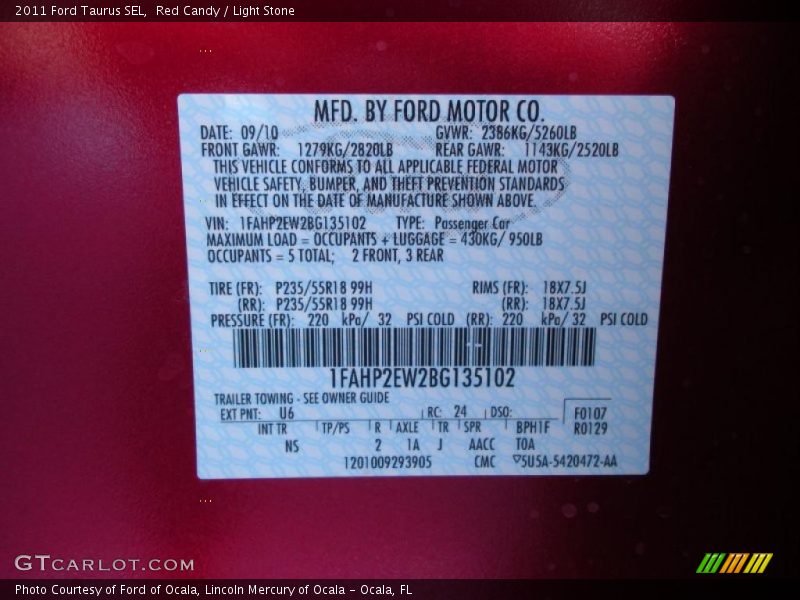 2011 Ford Taurus SEL,  Red Candy / Light Stone
MFD. BY FORD MOTOR CO.
DATE: 09/10 GVWR: 2386KG/5260LB
FRONT GAWR: 1279KG/2820LB REAR GAWR: 1143KG/2520LB
THIS VEHICLE CONFORMS TO ALL APPLICABLE FEDERAL MOTOR
VEHICLE SAFETY, BUMPER, AND THEFT PREVENTION STANDARDS
IN EFFECT ON THE DATE OF MANUFACTURE SHOWN ABOVE.
VIN: 1FAHP2EW2BG135102 TYPE: Passenger Car
MAXIMUM LOAD = OCCUPANTS + LUGGAGE = 430KG/ 950LB
OCCUPANTS = 5 TOTAL; 2 FRONT, 3 REAR
TIRE (FR): P235/55R18 99H RIMS (FR): 18X7.5J
(RR): P235/55R18 99H (RR): 18X7.5J
PRESSURE (FR): 220 kPa/ 32 PSI COLD (RR): 220 kPa/ 32 PSI COLD
1FAHP2EW2BG135102
TRAILER TOWING - SEE OWNER GUIDE
EXT PNT: U6 RC: 24 DSO: F0107
INT TR TP/PS R AXLE TR SPR BPH1F R0129
NS 2 1A J AACC TOA
1201009293905 CMC ▽5U5A-5420472-AA
GTCARLOT.COM
Photo Courtesy of Ford of Ocala, Lincoln Mercury of Ocala - Ocala, FL